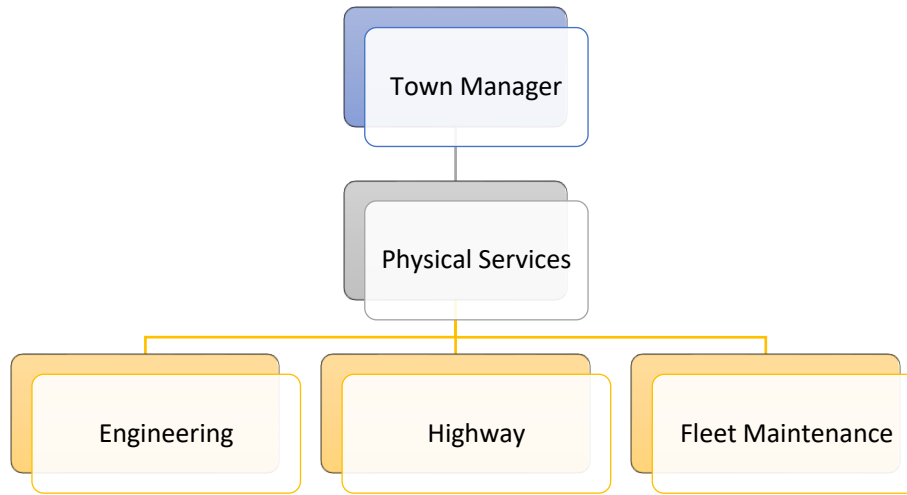 Town Manager
Physical Services
Engineering
Highway
Fleet Maintenance